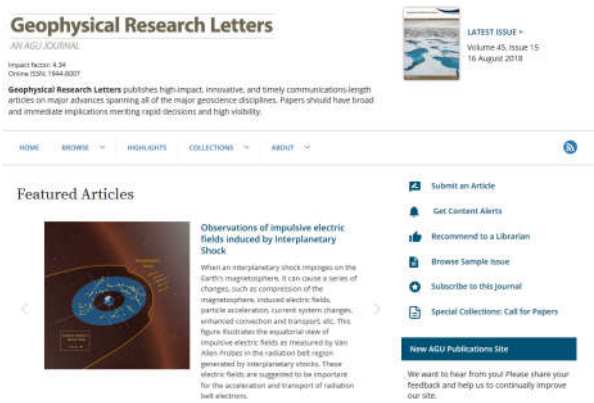 Geophysical Research Letters
AN AGU JOURNAL
Impact factor: 4.34
Online ISSN: 1944-8007
Geophysical Research Letters publishes high-impact, innovative, and timely communications-length
articles on major advances spanning all of the major geoscience disciplines. Papers should have broad
and immediate implications meriting rapid decisions and high visibility.
LATEST ISSUE >
Volume 45, Issue 15
16 August 2018
HOME BROWSE HIGHLIGHTS COLLECTIONS ABOUT
Featured Articles
Observations of impulsive electric
fields induced by Interplanetary
Shock
When an interplanetary shock impinges on the
Earth's magnetosphere, it can cause a series of
changes, such as compression of the
magnetosphere, induced electric fields,
particle acceleration, current system changes,
enhanced convection and transport, etc. This
figure illustrates the equatorial view of
impulsive electric fields as measured by Van
Allen Probes in the radiation belt region
generated by interplanetary shocks. These
electric fields are suggested to be important
for the acceleration and transport of radiation
belt electrons.
Submit an Article
Get Content Alerts
Recommend to a Librarian
Browse Sample Issue
Subscribe to this Journal
Special Collections: Call for Papers
New AGU Publications Site
We want to hear from you! Please share your
feedback and help us to continually improve
our site.